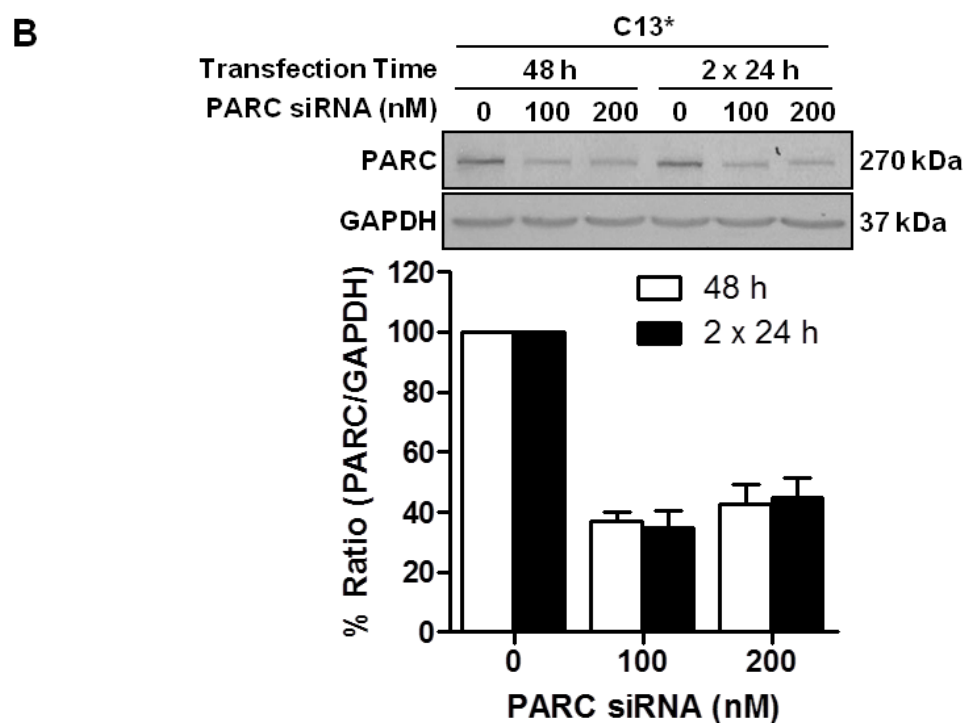 B
C13*
Transfection Time 48 h 2 x 24 h
PARC siRNA (nM) 0 100 200 0 100 200
PARC 270 kDa
GAPDH 37 kDa
120
100
80
60
40
20
0
% Ratio (PARC/GAPDH)
48 h
2 x 24 h
0 100 200
PARC siRNA (nM)